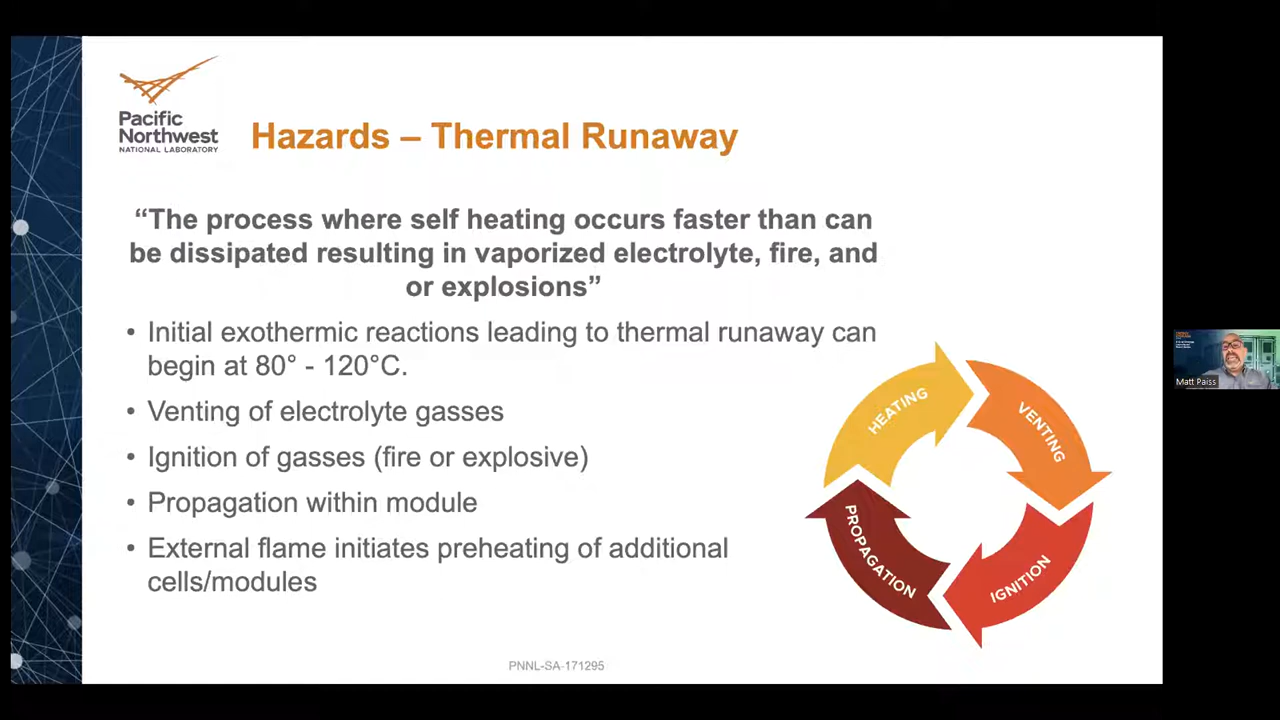 Pacific
Northwest
NATIONAL LABORATORY
Hazards – Thermal Runaway
“The process where self heating occurs faster than can
be dissipated resulting in vaporized electrolyte, fire, and
or explosions”
• Initial exothermic reactions leading to thermal runaway can
begin at 80° - 120°C.
• Venting of electrolyte gasses
• Ignition of gasses (fire or explosive)
• Propagation within module
• External flame initiates preheating of additional
cells/modules
HEATING
VENTING
IGNITION
PROPAGATION
PNNL-SA-171295
Matt Paiss